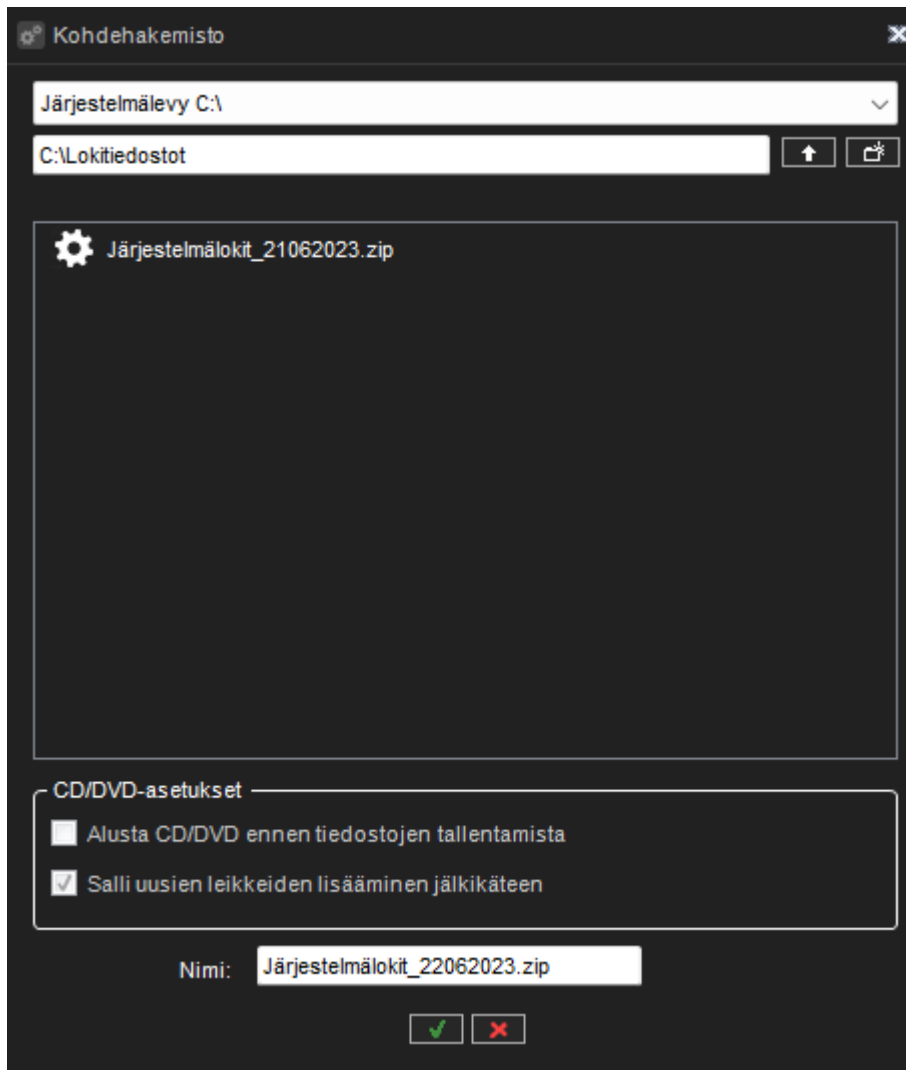 Kohdehakemisto
Järjestelmälevy C:\
C:\Lokitiedostot
Järjestelmälokit_21062023.zip
CD/DVD-asetukset
Alusta CD/DVD ennen tiedostojen tallentamista
Salli uusien leikkeiden lisääminen jälkikäteen
Nimi: Järjestelmälokit_22062023.zip